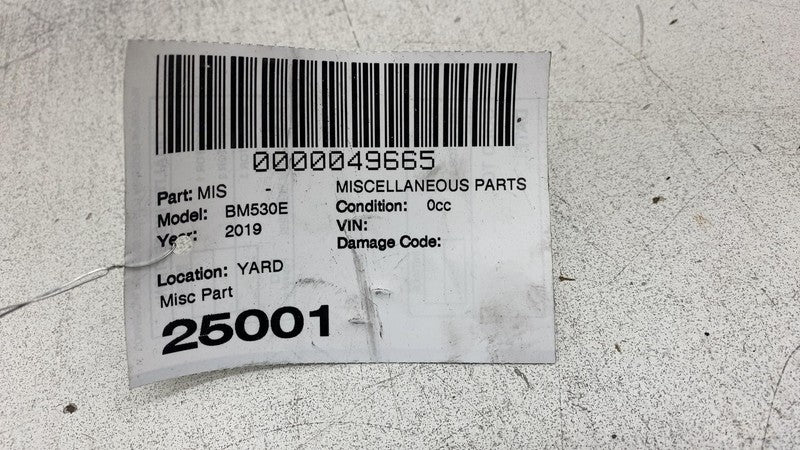 0000049665
Part: MIS - MISCELLANEOUS PARTS
Model: BM530E Condition: 0cc
Year: 2019 VIN:
Damage Code:
Location: YARD
Misc Part
25001